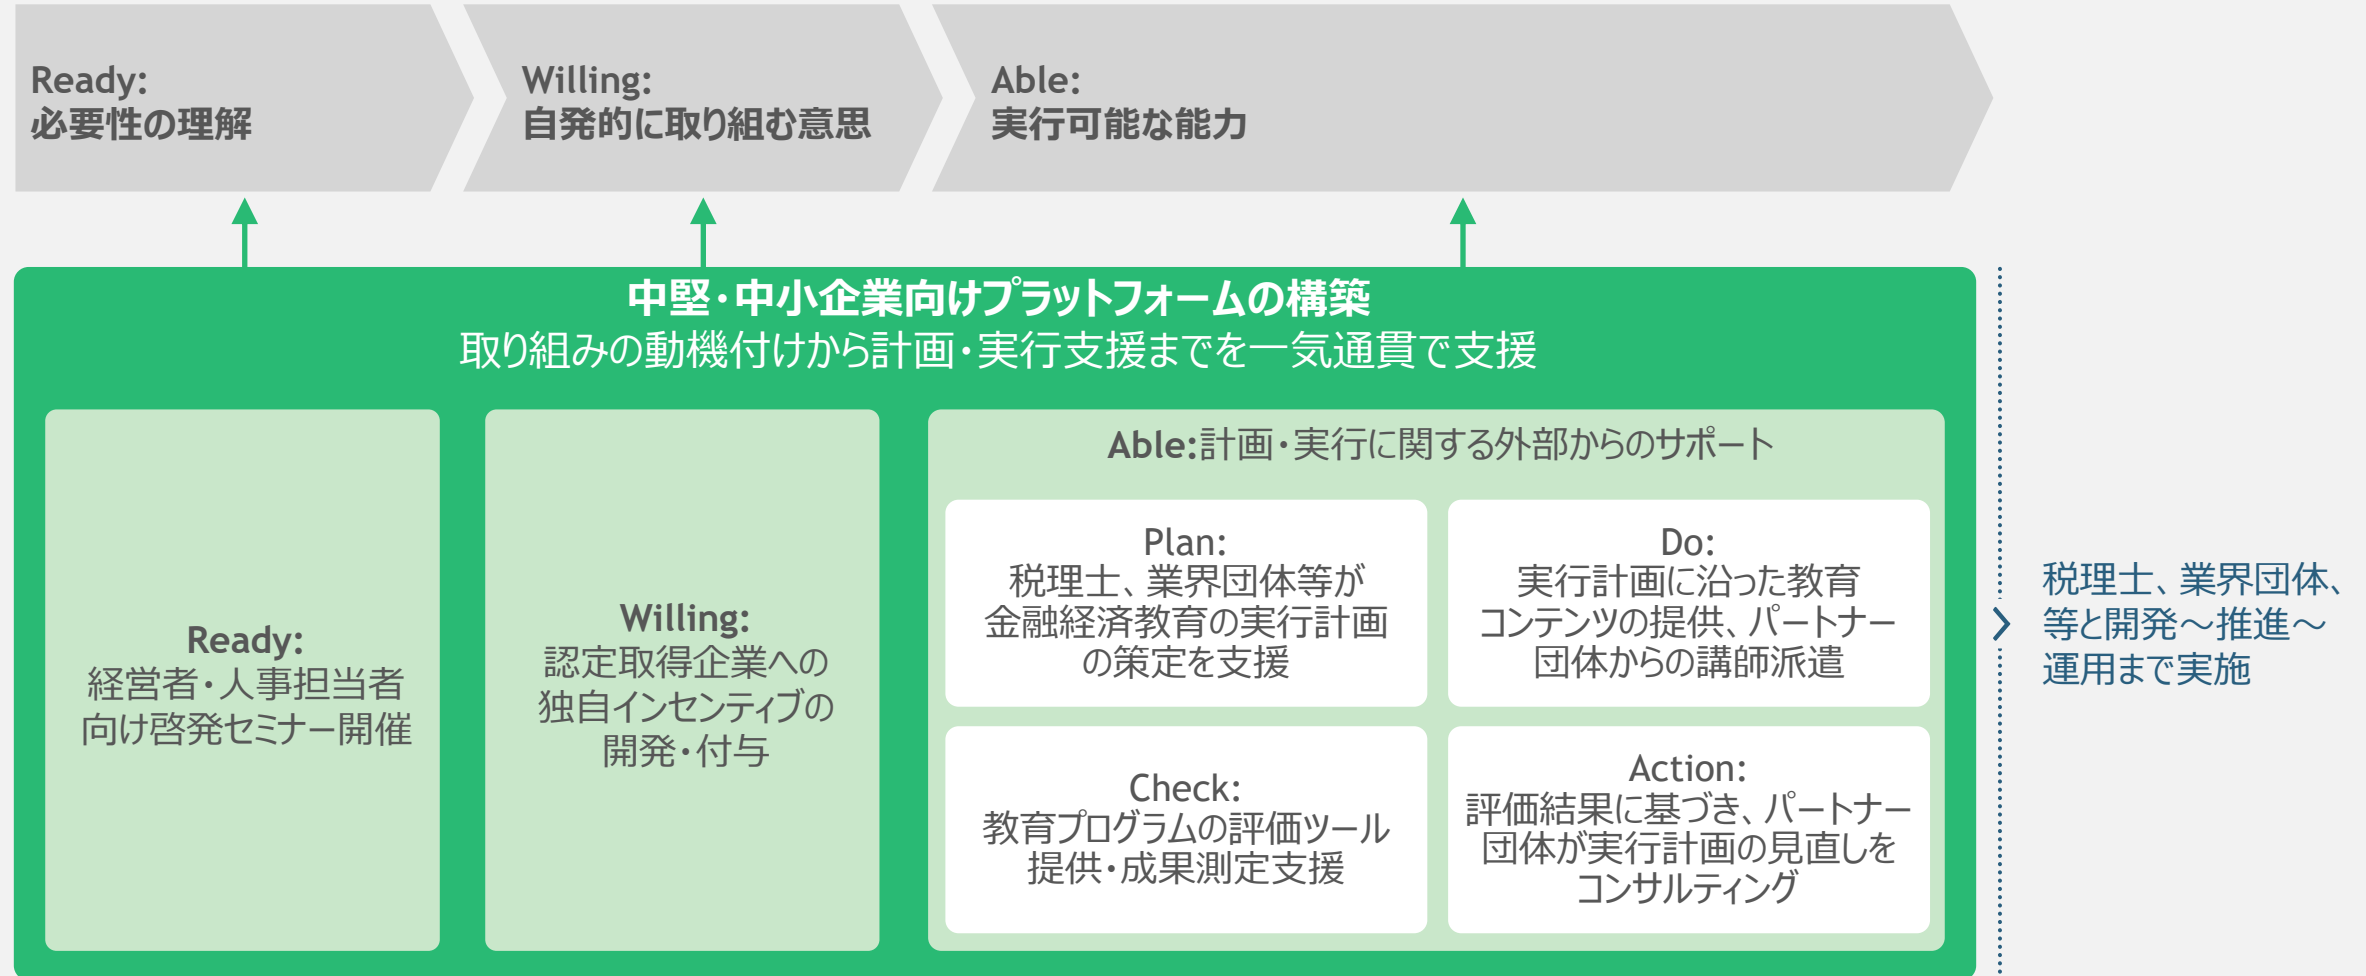 Ready:
必要性の理解
Willing:
自発的に取り組む意思
Able:
実行可能な能力
中堅・中小企業向けプラットフォームの構築
取り組みの動機付けから計画・実行支援までを一気通貫で支援
Ready:
経営者・人事担当者
向け啓発セミナー開催
Willing:
認定取得企業への
独自インセンティブの
開発・付与
Able:計画・実行に関する外部からのサポート
Plan:
税理士、業界団体等が
金融経済教育の実行計画
の策定を支援
Do:
実行計画に沿った教育
コンテンツの提供、パートナー
団体からの講師派遣
Check:
教育プログラムの評価ツール
提供・成果測定支援
Action:
評価結果に基づき、パートナー
団体が実行計画の見直しを
コンサルティング
税理士、業界団体、
等と開発～推進～
運用まで実施